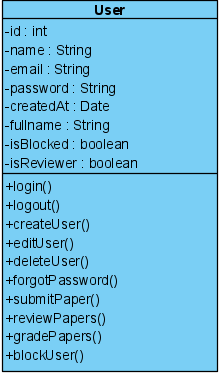 User
-id : int
-name : String
-email : String
-password : String
-createdAt : Date
-fullname : String
-isBlocked : boolean
-isReviewer : boolean
+login()
+logout()
+createUser()
+editUser()
+deleteUser()
+forgotPassword()
+submitPaper()
+reviewPapers()
+gradePapers()
+blockUser()